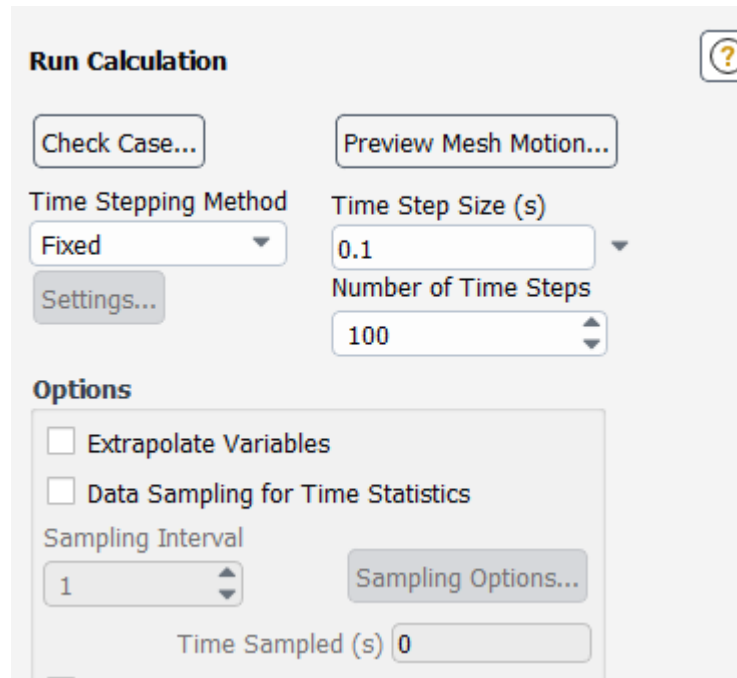 Run Calculation
?
Check Case...
Preview Mesh Motion...
Time Stepping Method
Time Step Size (s)
Fixed
0.1
Settings...
Number of Time Steps
100
Options
Extrapolate Variables
Data Sampling for Time Statistics
Sampling Interval
1
Sampling Options...
Time Sampled (s) 0